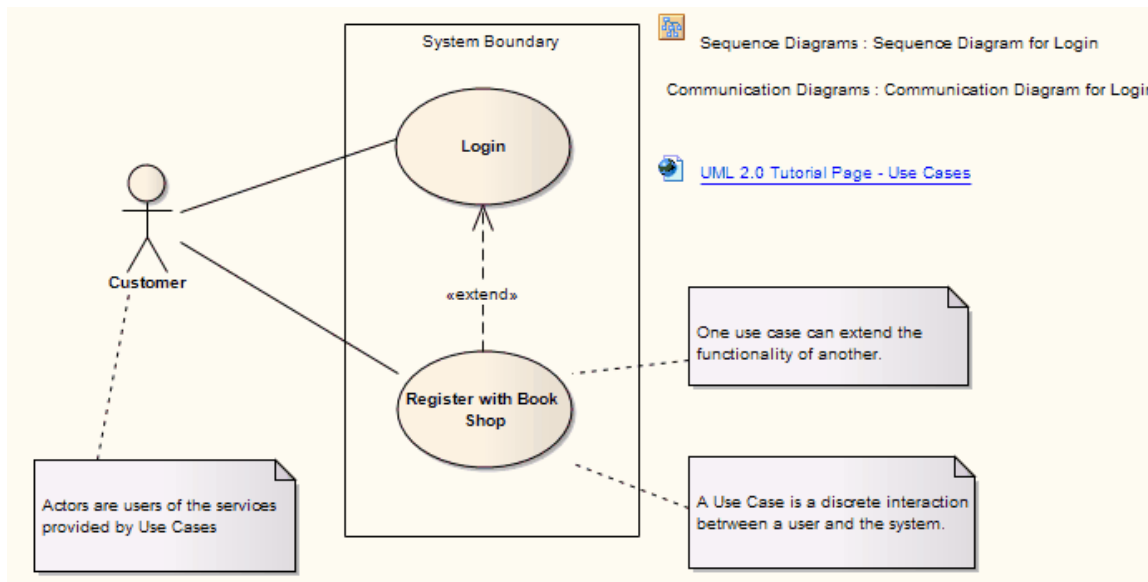 System Boundary
Sequence Diagrams : Sequence Diagram for Login
Communication Diagrams : Communication Diagram for Login
Login
UML 2.0 Tutorial Page - Use Cases
Customer
«extend»
One use case can extend the
functionality of another.
Register with Book
Shop
Actors are users of the services
provided by Use Cases
A Use Case is a discrete interaction
betrween a user and the system.